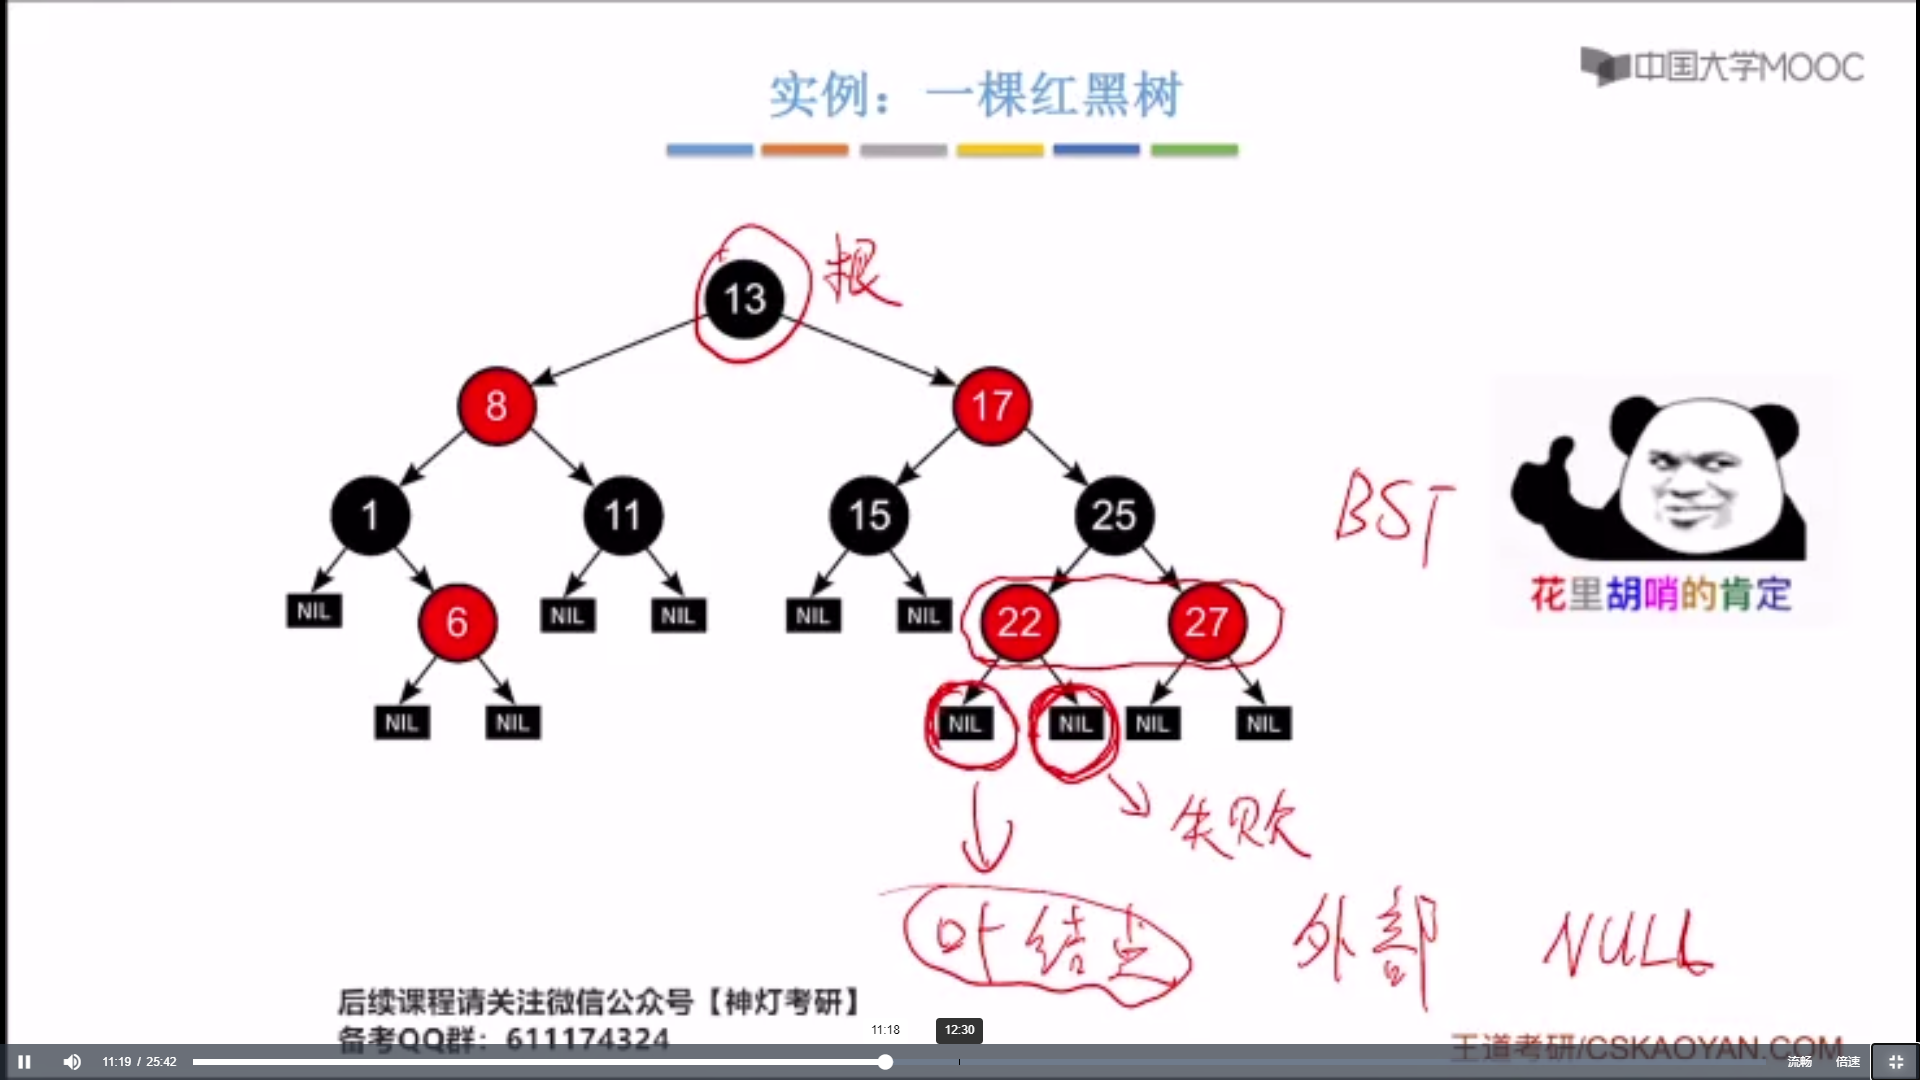 中国大学MOOC
实例：一棵红黑树
13
根
8
17
1
11
15
25
BST
花里胡哨的肯定
NIL
6
NIL
NIL
NIL
NIL
22
27
NIL
NIL
NIL
NIL
NIL
NIL
失败
叶结点
外部
NULL
后续课程请关注微信公众号【神灯考研】
备考QQ群：611174324
王道考研/CSKAOYAN.COM
11:18
12:30
11:19 / 25:42
流畅
倍速